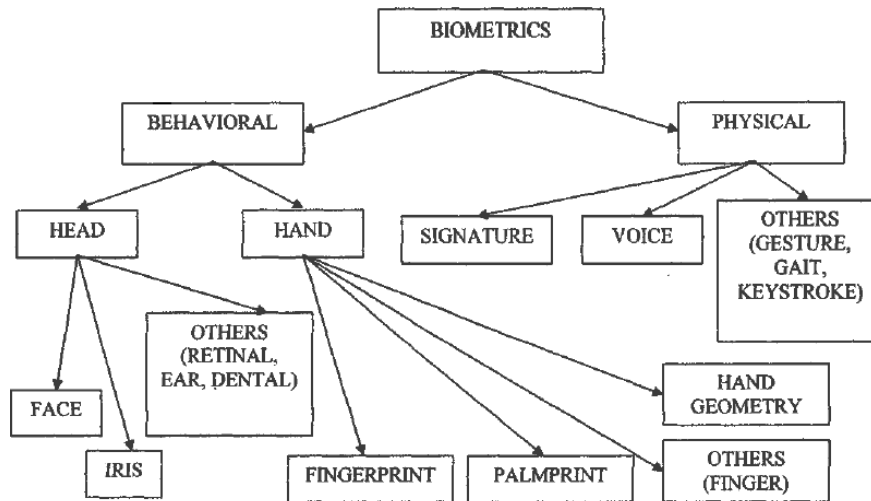 BIOMETRICS
BEHAVIORAL
PHYSICAL
HEAD
HAND
SIGNATURE
VOICE
OTHERS
(GESTURE,
GAIT,
KEYSTROKE)
OTHERS
(RETINAL,
EAR, DENTAL)
FACE
IRIS
HAND
GEOMETRY
FINGERPRINT
PALMPRINT
OTHERS
(FINGER)